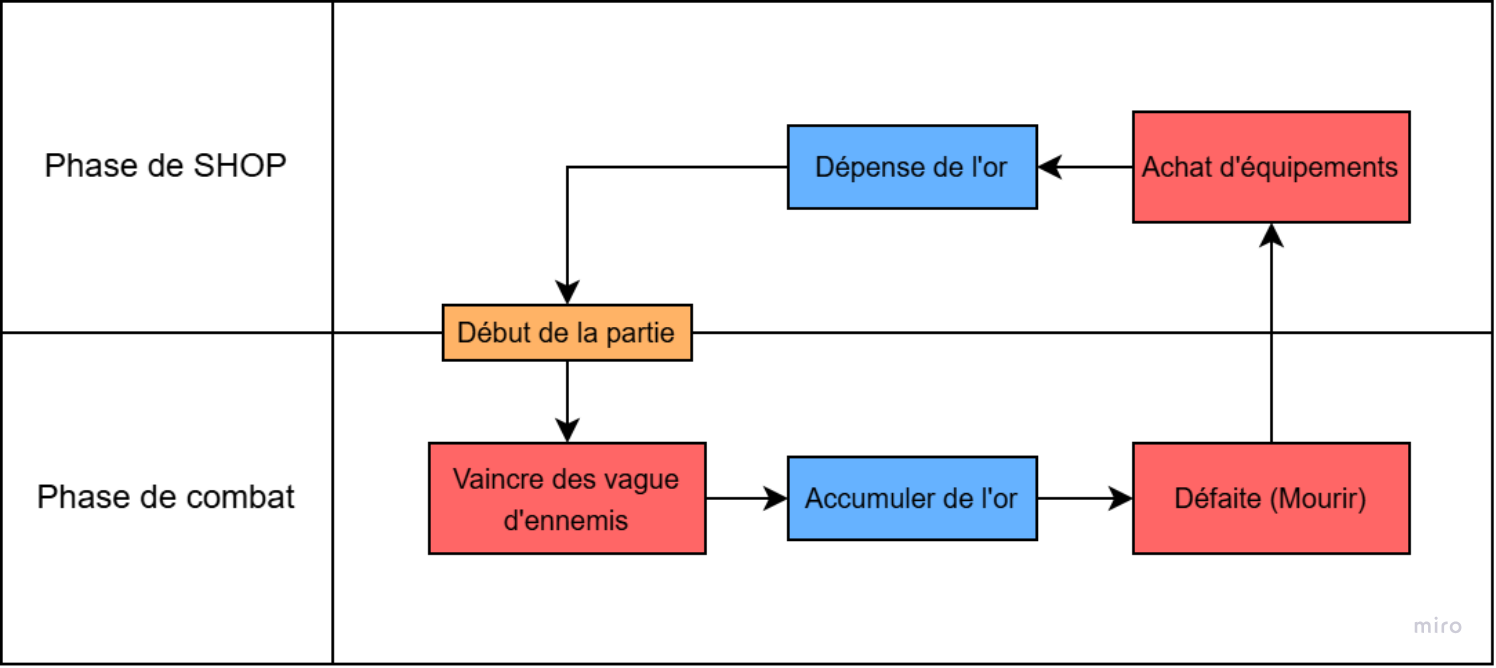 Phase de SHOP
Dépense de l'or
Achat d'équipements
Début de la partie
Phase de combat
Vaincre des vague
d'ennemis
Accumuler de l'or
Défaite (Mourir)
miro